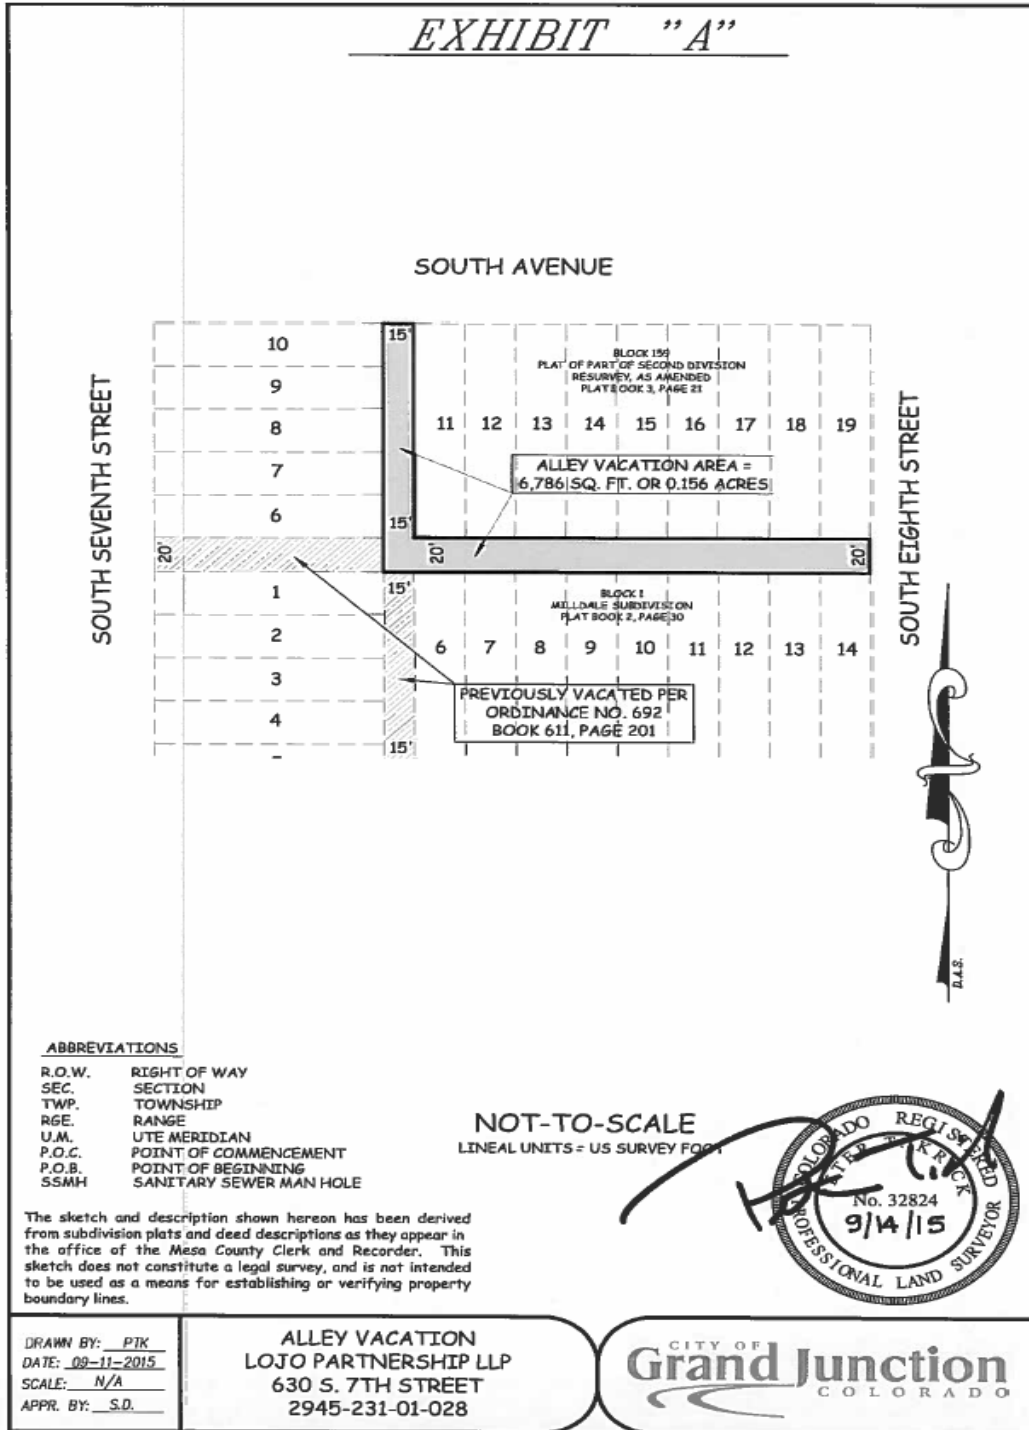 EXHIBIT "A"
SOUTH AVENUE
SOUTH SEVENTH STREET
SOUTH EIGHTH STREET
10
9
8
7
6
15'
15'
BLOCK 159
PLAT OF PART OF SECOND DIVISION
RESURVEY, AS AMENDED
PLAT BOOK 3, PAGE 21
11 12 13 14 15 16 17 18 19
ALLEY VACATION AREA =
6,786 SQ. FT. OR 0.156 ACRES
20'
20'
20'
1
2
3
4
15'
15'
BLOCK 1
MILLDALE SUBDIVISION
PLAT BOOK 2, PAGE 30
6 7 8 9 10 11 12 13 14
PREVIOUSLY VACATED PER
ORDINANCE NO. 692
BOOK 611, PAGE 201
D.A.S.
ABBREVIATIONS
R.O.W. RIGHT OF WAY
SEC. SECTION
TWP. TOWNSHIP
RGE. RANGE
U.M. UTE MERIDIAN
P.O.C. POINT OF COMMENCEMENT
P.O.B. POINT OF BEGINNING
SSMH SANITARY SEWER MAN HOLE
NOT-TO-SCALE
LINEAL UNITS = US SURVEY FOOT
COLORADO REGISTERED
PROFESSIONAL LAND SURVEYOR
No. 32824
9/14/15
The sketch and description shown hereon has been derived
from subdivision plats and deed descriptions as they appear in
the office of the Mesa County Clerk and Recorder. This
sketch does not constitute a legal survey, and is not intended
to be used as a means for establishing or verifying property
boundary lines.
DRAWN BY: PTK
DATE: 09-11-2015
SCALE: N/A
APPR. BY: S.D.
ALLEY VACATION
LOJO PARTNERSHIP LLP
630 S. 7TH STREET
2945-231-01-028
CITY OF
Grand Junction
COLORADO